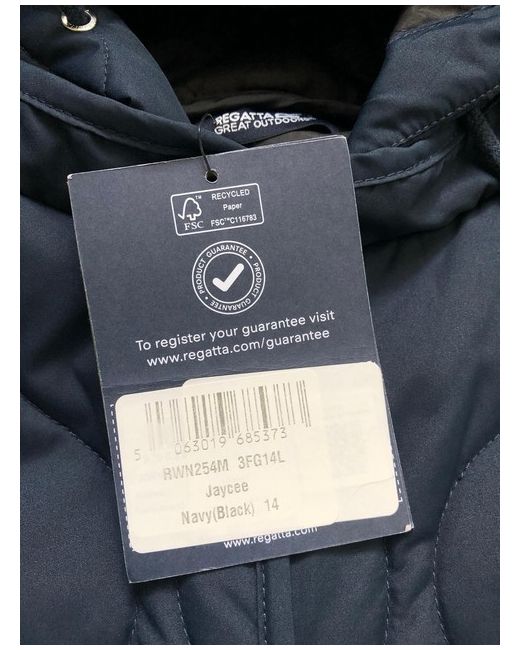 REGATTA
GREAT OUTDOORS
RECYCLED
Paper
FSC™C116783
FSC
PRODUCT GUARANTEE • PRODUCT GUARANTEE •
To register your guarantee visit
www.regatta.com/guarantee
5 063019 685373
RWN254M 3FG14L
Jaycee
Navy(Black) 14
www.regatta.com